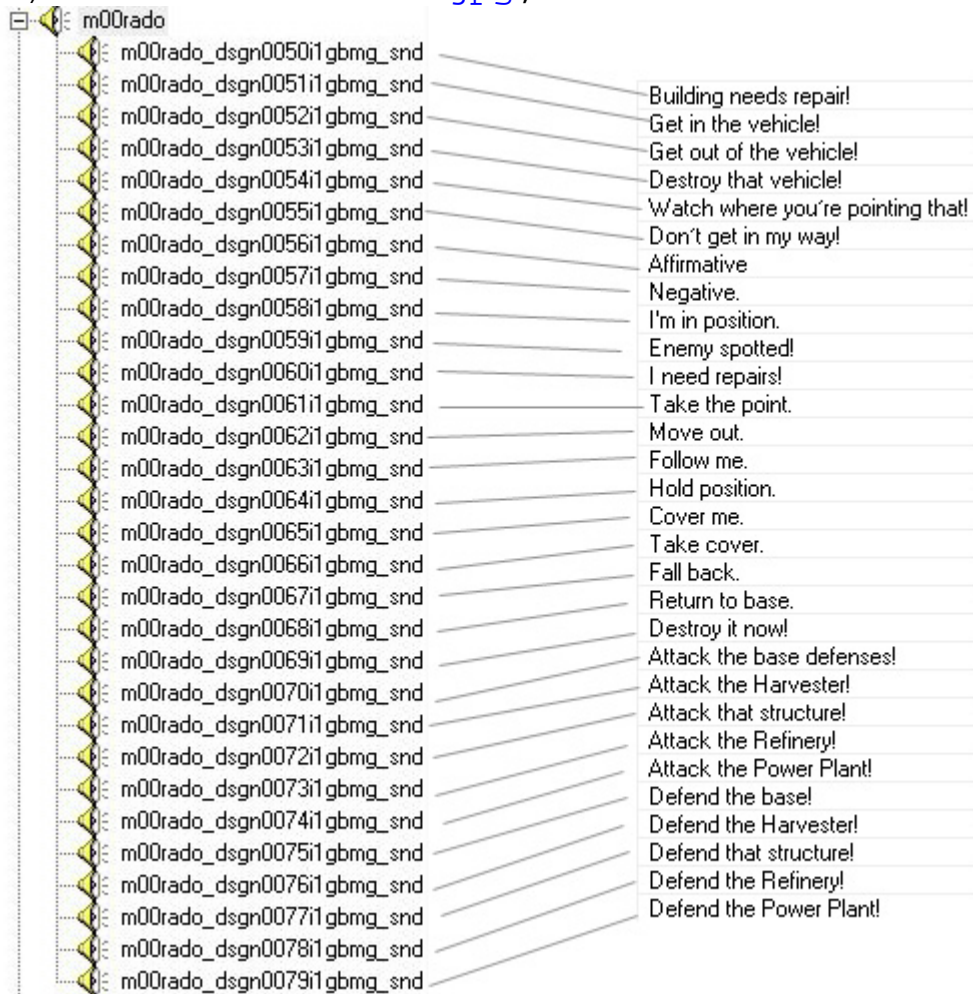 m00rado
m00rado_dsgn0050i1gbmg_snd
m00rado_dsgn0051i1gbmg_snd
m00rado_dsgn0052i1gbmg_snd
m00rado_dsgn0053i1gbmg_snd
m00rado_dsgn0054i1gbmg_snd
m00rado_dsgn0055i1gbmg_snd
m00rado_dsgn0056i1gbmg_snd
m00rado_dsgn0057i1gbmg_snd
m00rado_dsgn0058i1gbmg_snd
m00rado_dsgn0059i1gbmg_snd
m00rado_dsgn0060i1gbmg_snd
m00rado_dsgn0061i1gbmg_snd
m00rado_dsgn0062i1gbmg_snd
m00rado_dsgn0063i1gbmg_snd
m00rado_dsgn0064i1gbmg_snd
m00rado_dsgn0065i1gbmg_snd
m00rado_dsgn0066i1gbmg_snd
m00rado_dsgn0067i1gbmg_snd
m00rado_dsgn0068i1gbmg_snd
m00rado_dsgn0069i1gbmg_snd
m00rado_dsgn0070i1gbmg_snd
m00rado_dsgn0071i1gbmg_snd
m00rado_dsgn0072i1gbmg_snd
m00rado_dsgn0073i1gbmg_snd
m00rado_dsgn0074i1gbmg_snd
m00rado_dsgn0075i1gbmg_snd
m00rado_dsgn0076i1gbmg_snd
m00rado_dsgn0077i1gbmg_snd
m00rado_dsgn0078i1gbmg_snd
m00rado_dsgn0079i1gbmg_snd
Building needs repair!
Get in the vehicle!
Get out of the vehicle!
Destroy that vehicle!
Watch where you´re pointing that!
Don´t get in my way!
Affirmative
Negative.
I'm in position.
Enemy spotted!
I need repairs!
Take the point.
Move out.
Follow me.
Hold position.
Cover me.
Take cover.
Fall back.
Return to base.
Destroy it now!
Attack the base defenses!
Attack the Harvester!
Attack that structure!
Attack the Refinery!
Attack the Power Plant!
Defend the base!
Defend the Harvester!
Defend that structure!
Defend the Refinery!
Defend the Power Plant!